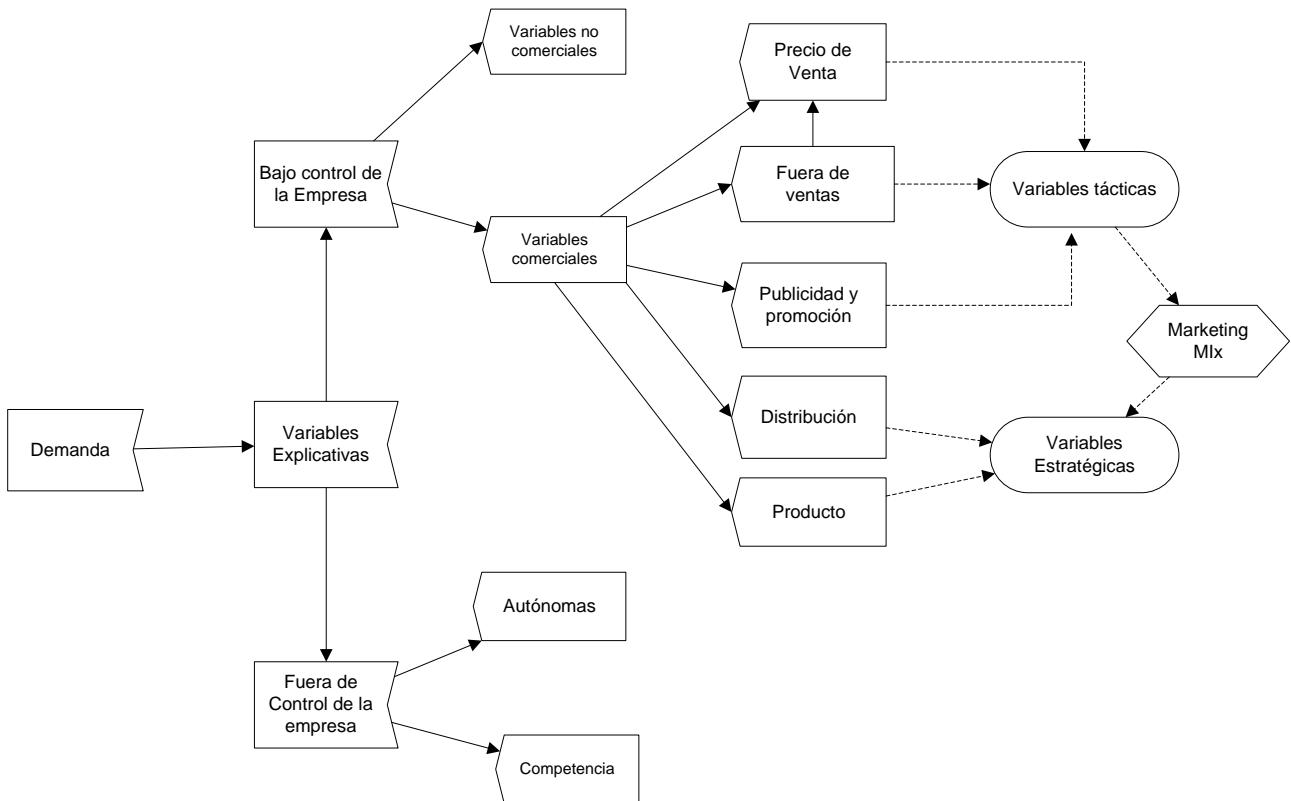 Variables no
comerciales
Precio de
Venta
Bajo control de
la Empresa
Fuera de
ventas
Variables tácticas
Variables
comerciales
Publicidad y
promoción
Marketing
MIx
Demanda
Variables
Explicativas
Distribución
Variables
Estratégicas
Producto
Autónomas
Fuera de
Control de la
empresa
Competencia